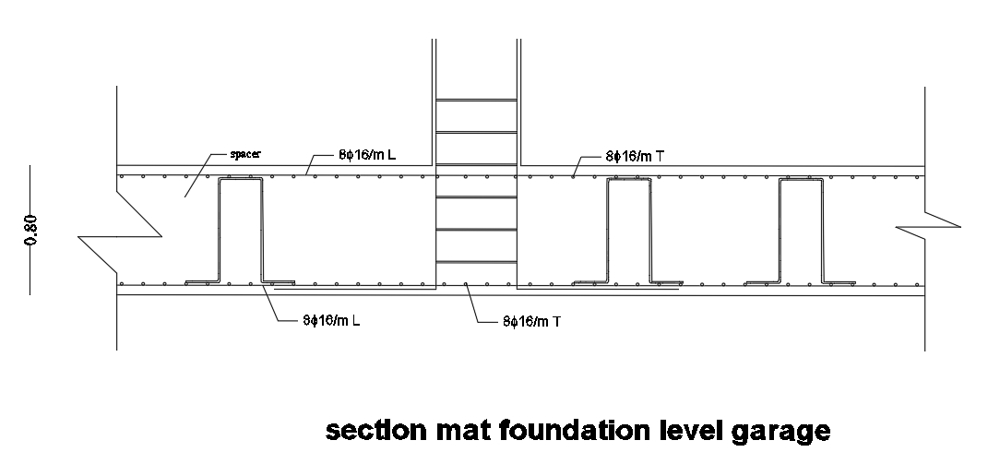 spacer
8ϕ16/m L
8ϕ16/m T
0.80
8ϕ16/m L
8ϕ16/m T
section mat foundation level garage